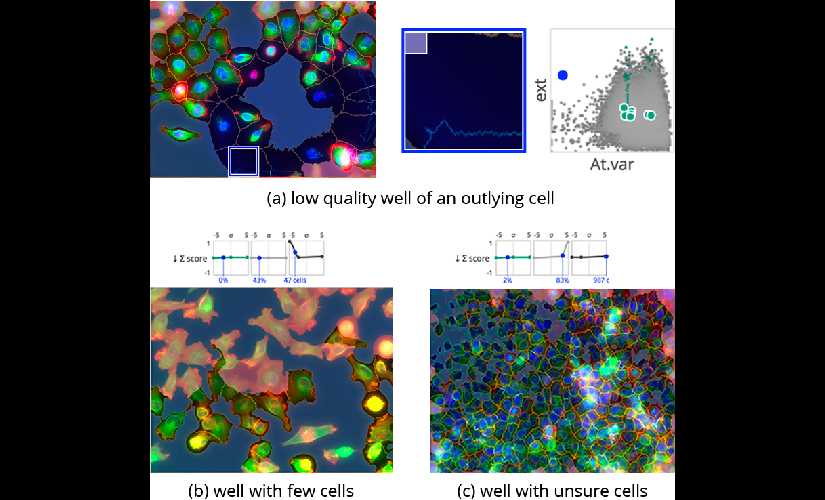 ext
At.var
(a) low quality well of an outlying cell
-5 σ 5 -5 σ 5 -5 σ 5
1
↓ Σ score
-1
0% 43% 47 cells
-5 σ 5 -5 σ 5 -5 σ 5
1
↓ Σ score
-1
2% 83% 987 c
(b) well with few cells
(c) well with unsure cells